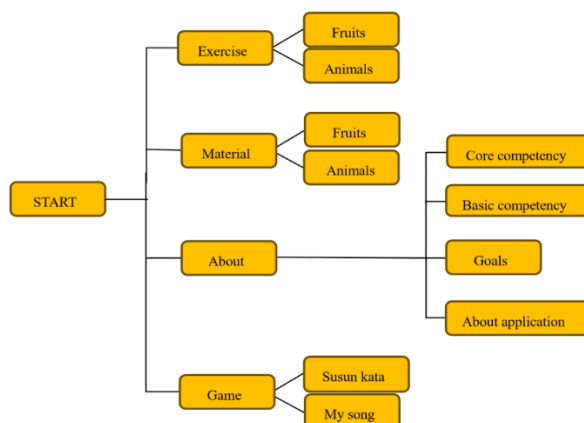 START
Exercise
Fruits
Animals
Material
Fruits
Animals
About
Core competency
Basic competency
Goals
About application
Game
Susun kata
My song